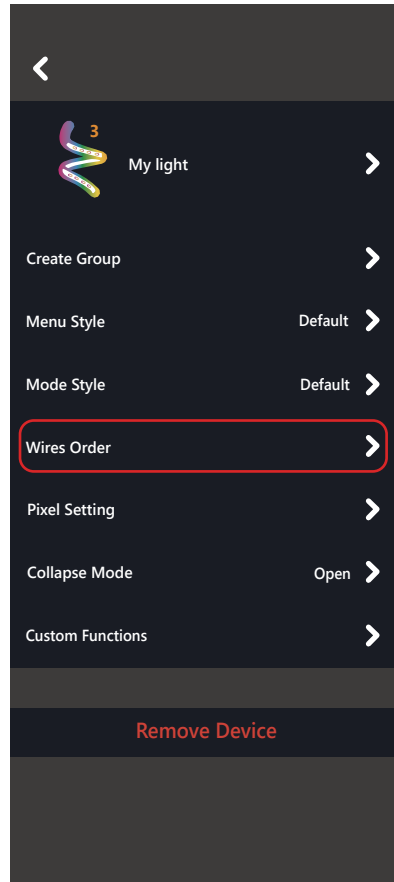 3
My light
Create Group
Menu Style Default
Mode Style Default
Wires Order
Pixel Setting
Collapse Mode Open
Custom Functions
Remove Device